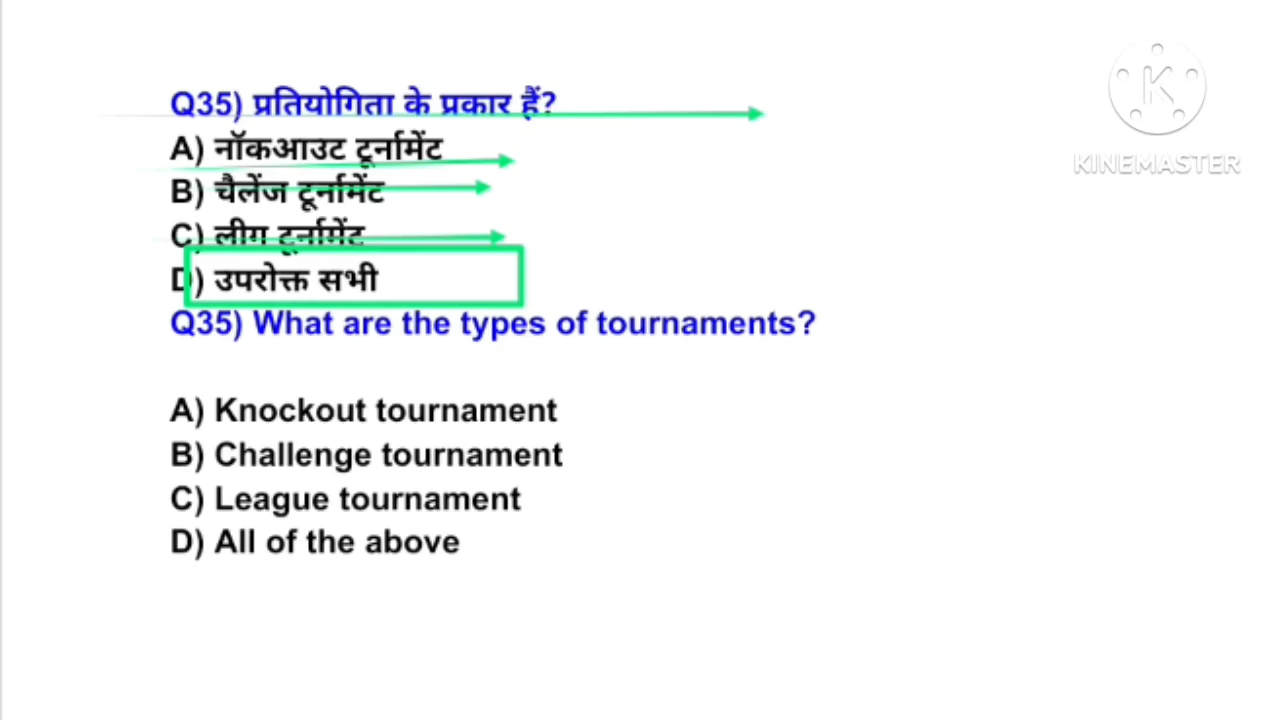 Q35) प्रतियोगिता के प्रकार हैं?
A) नॉकआउट टूर्नामेंट
B) चैलेंज टूर्नामेंट
C) लीग टूर्नामेंट
D) उपरोक्त सभी
Q35) What are the types of tournaments?
A) Knockout tournament
B) Challenge tournament
C) League tournament
D) All of the above
K
KINEMASTER